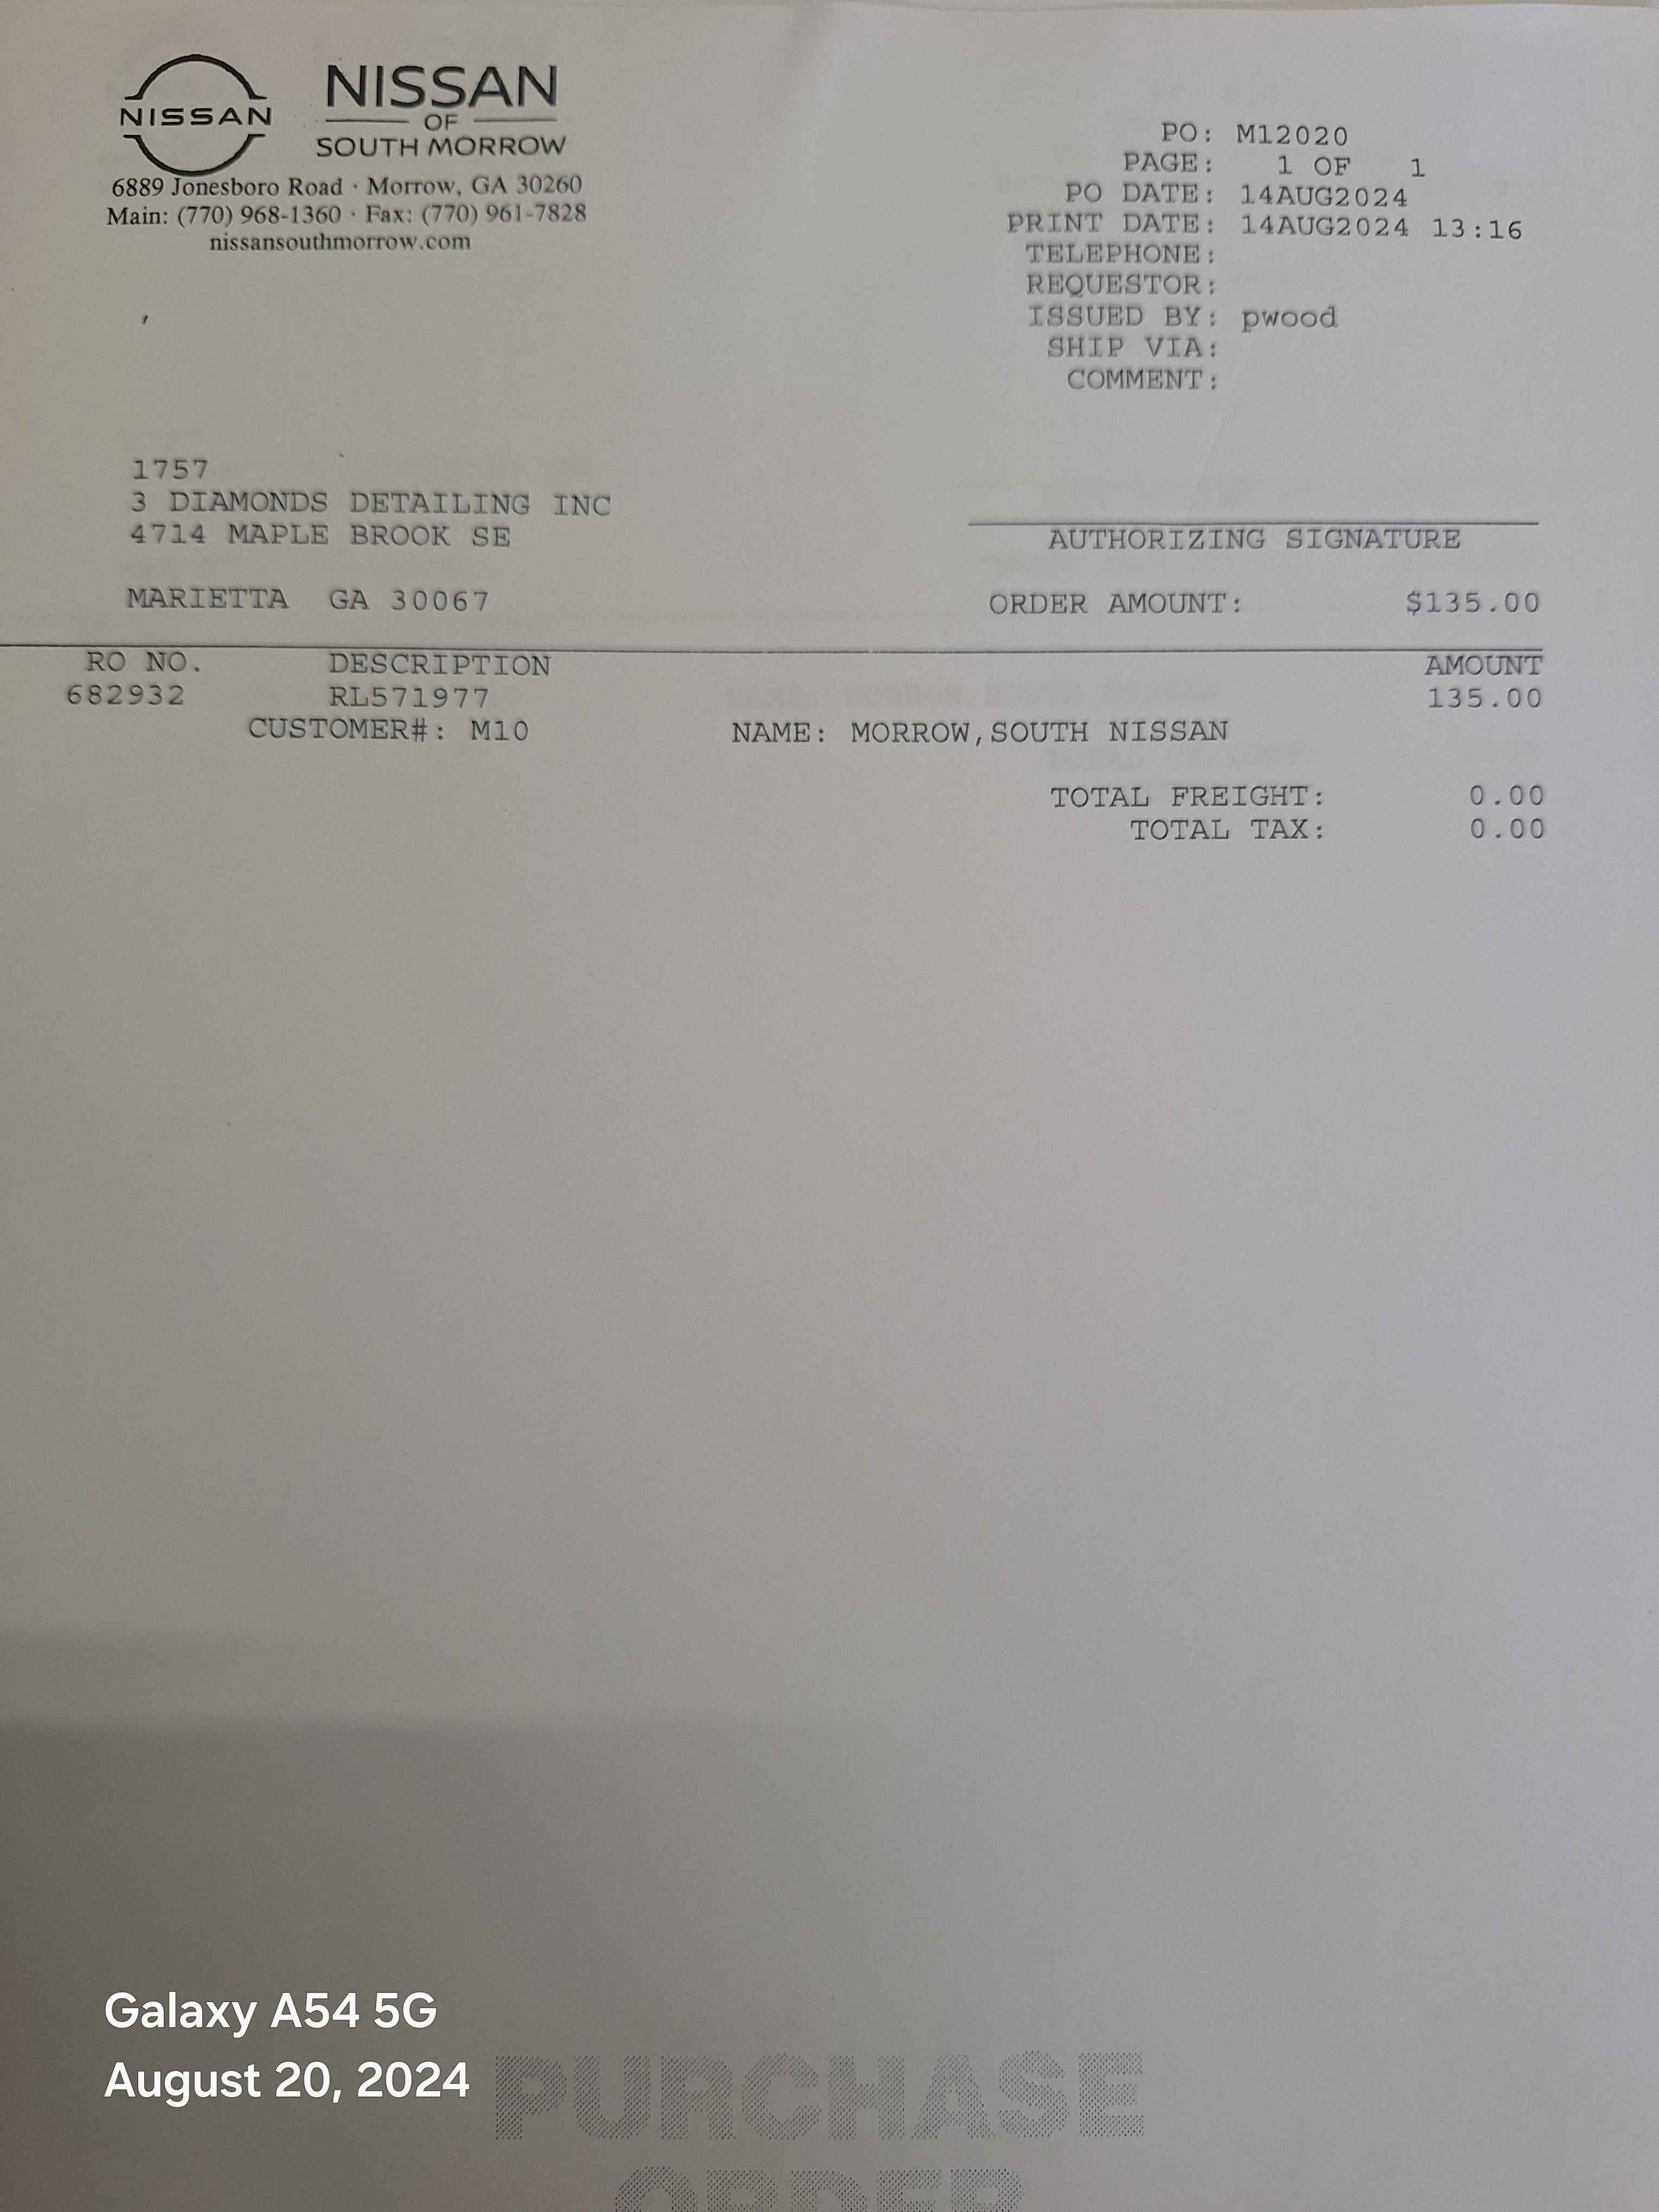 NISSAN
NISSAN
OF
SOUTH MORROW
6889 Jonesboro Road · Morrow, GA 30260
Main: (770) 968-1360 · Fax: (770) 961-7828
nissansouthmorrow.com
PO: M12020
PAGE: 1 OF 1
PO DATE: 14AUG2024
PRINT DATE: 14AUG2024 13:16
TELEPHONE:
REQUESTOR:
ISSUED BY: pwood
SHIP VIA:
COMMENT:
1757
3 DIAMONDS DETAILING INC
4714 MAPLE BROOK SE
MARIETTA GA 30067
AUTHORIZING SIGNATURE
ORDER AMOUNT: $135.00
RO NO. DESCRIPTION AMOUNT
682932 RL571977 135.00
CUSTOMER#: M10 NAME: MORROW,SOUTH NISSAN
TOTAL FREIGHT: 0.00
TOTAL TAX: 0.00
Galaxy A54 5G
August 20, 2024
PURCHASE
ORDER